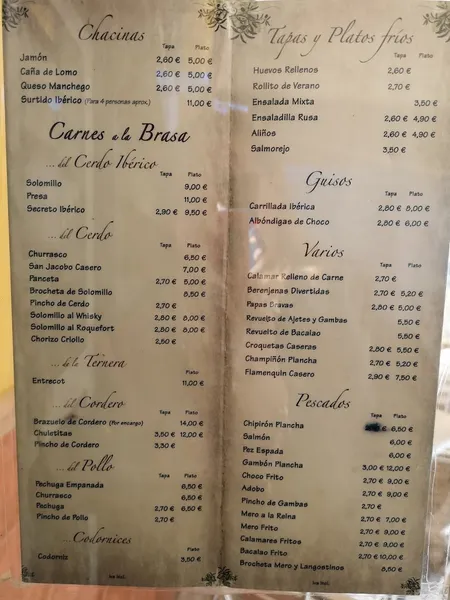 Chacinas
Tapa Plato
Jamón 2,60 € 5,00 €
Caña de Lomo 2,60 € 5,00 €
Queso Manchego 2,60 € 5,00 €
Surtido Ibérico (Para 4 personas aprox.) 11,00 €
Carnes a la Brasa
... del Cerdo Ibérico
Tapa Plato
Solomillo 9,00 €
Presa 11,00 €
Secreto Ibérico 2,90 € 9,50 €
... del Cerdo
Tapa Plato
Churrasco 6,50 €
San Jacobo Casero 7,00 €
Panceta 2,70 € 5,00 €
Brocheta de Solomillo 8,50 €
Pincho de Cerdo 2,70 €
Solomillo al Whisky 2,80 € 8,00 €
Solomillo al Roquefort 2,80 € 8,00 €
Chorizo Criollo 2,50 €
... de la Ternera
Plato
Entrecot 11,00 €
... del Cordero
Tapa Plato
Brazuelo de Cordero (Por encargo) 14,00 €
Chuletitas 3,50 € 12,00 €
Pincho de Cordero 3,50 €
... del Pollo
Tapa Plato
Pechuga Empanada 6,50 €
Churrasco 6,50 €
Pechuga 2,70 € 6,50 €
Pincho de Pollo 2,70 €
... Codornices
Plato
Codorniz 3,50 €
Tapas y Platos fríos
Tapa Plato
Huevos Rellenos 2,60 €
Rollito de Verano 2,70 €
Ensalada Mixta 3,50 €
Ensaladilla Rusa 2,60 € 4,90 €
Aliños 2,60 € 4,90 €
Salmorejo 3,50 €
Guisos
Tapa Plato
Carrillada Ibérica 2,80 € 8,00 €
Albóndigas de Choco 2,80 € 6,00 €
Varios
Tapa Plato
Calamar Relleno de Carne 2,70 €
Berenjenas Divertidas 2,70 € 5,20 €
Papas Bravas 2,80 € 5,00 €
Revuelto de Ajetes y Gambas 5,50 €
Revuelto de Bacalao 5,50 €
Croquetas Caseras 2,80 € 5,50 €
Champiñón Plancha 2,70 € 5,20 €
Flamenquín Casero 2,90 € 7,50 €
Pescados
Tapa Plato
Chipirón Plancha 6,50 €
Salmón 6,00 €
Pez Espada 6,00 €
Gambón Plancha 3,00 € 12,00 €
Choco Frito 2,70 € 9,00 €
Adobo 2,70 € 9,00 €
Pincho de Gambas 2,70 €
Mero a la Reina 2,70 € 7,00 €
Mero Frito 2,70 € 9,00 €
Calamares Fritos 2,70 € 9,00 €
Bacalao Frito 2,70 € 10,00 €
Brocheta Mero y Langostinos 8,50 €